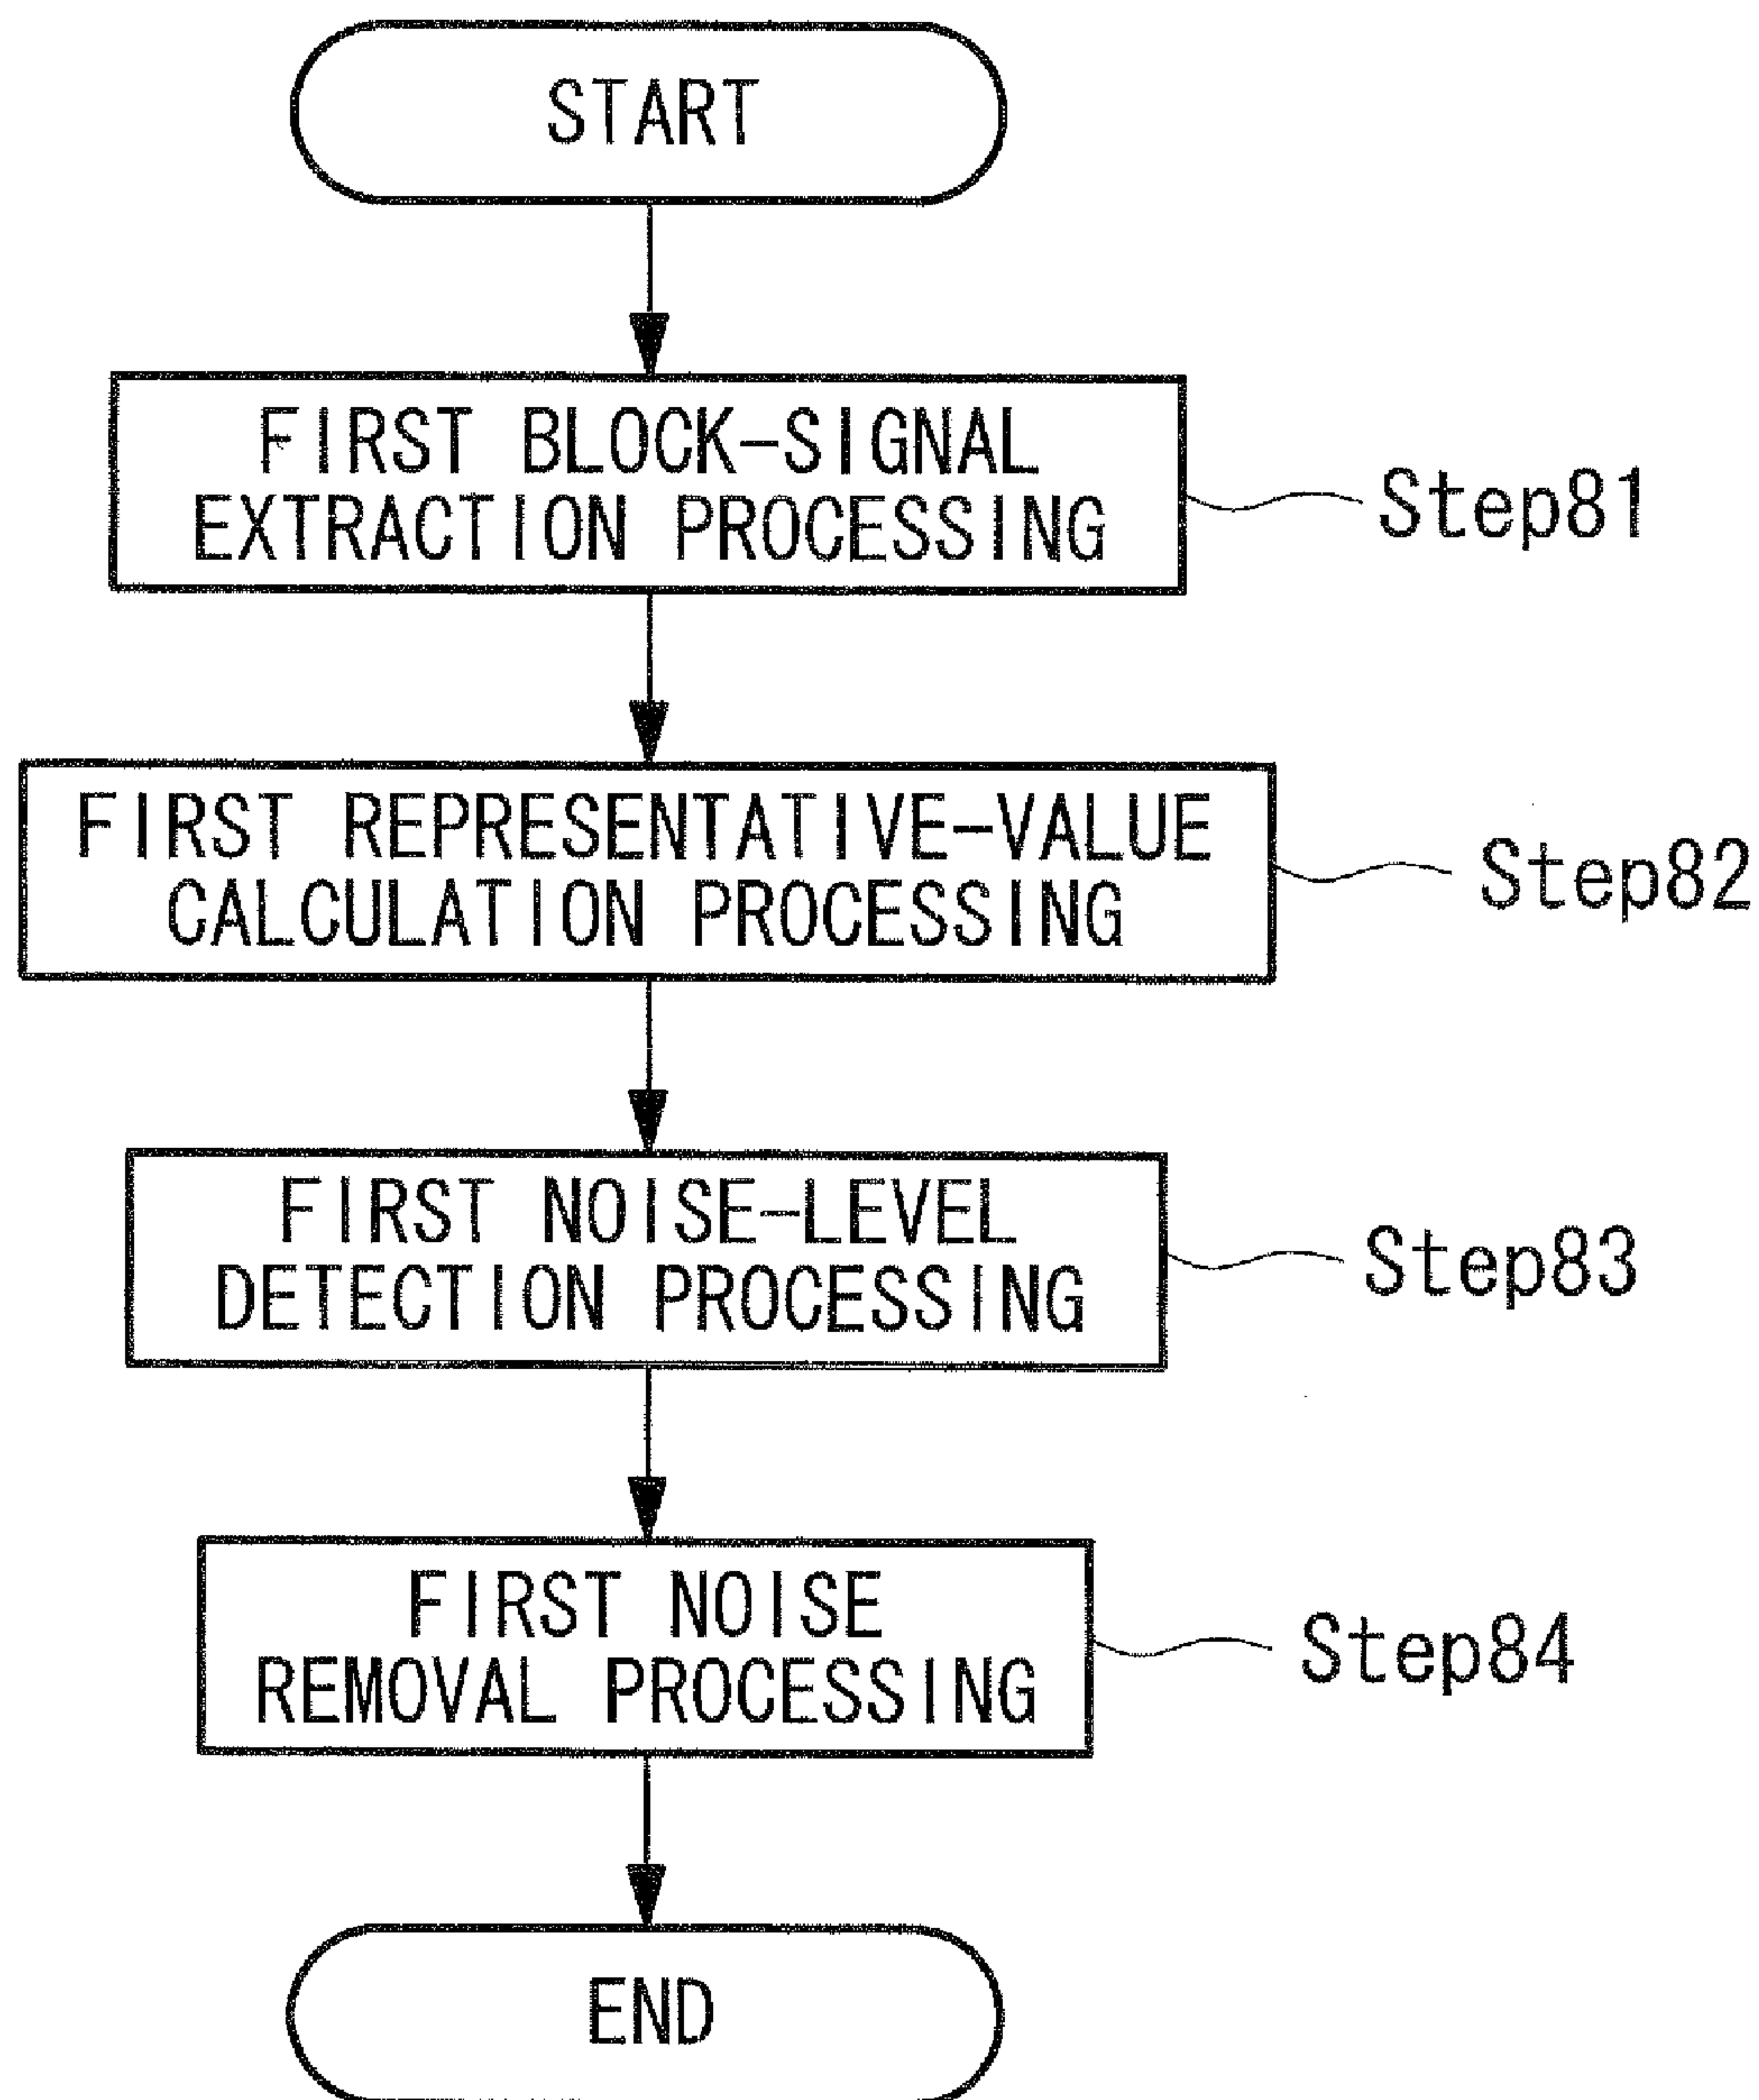 START
FIRST BLOCK-SIGNAL
EXTRACTION PROCESSING
Step81
FIRST REPRESENTATIVE-VALUE
CALCULATION PROCESSING
Step82
FIRST NOISE-LEVEL
DETECTION PROCESSING
Step83
FIRST NOISE
REMOVAL PROCESSING
Step84
END